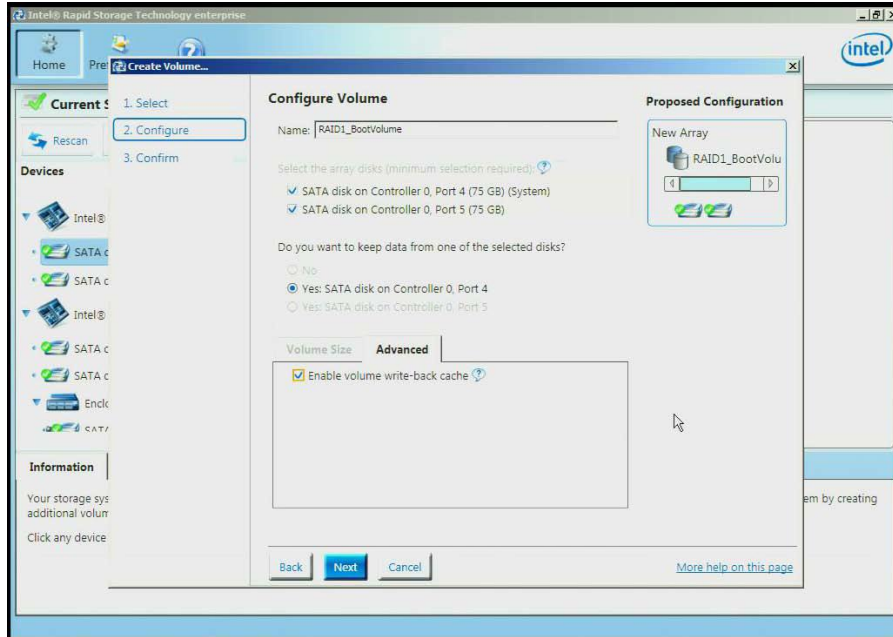 Intel® Rapid Storage Technology enterprise
Home
intel
Create Volume...
Current
Rescan
Devices
Intel®
SATA
SATA
Intel®
SATA
SATA
SATA
1. Select
2. Configure
3. Confirm
Configure Volume
Name: RAID1_BootVolume
Select the array disks (minimum selection required):
SATA disk on Controller 0, Port 4 (75 GB) (System)
SATA disk on Controller 0, Port 5 (75 GB)
Do you want to keep data from one of the selected disks?
No
Yes: SATA disk on Controller 0, Port 4
Yes: SATA disk on Controller 0, Port 5
Volume Size Advanced
Enable volume write-back cache
Proposed Configuration
New Array
RAID1_BootVolu
Back Next Cancel
More help on this page
Information
Your storage sys
em by creating
additional volum
Click any device